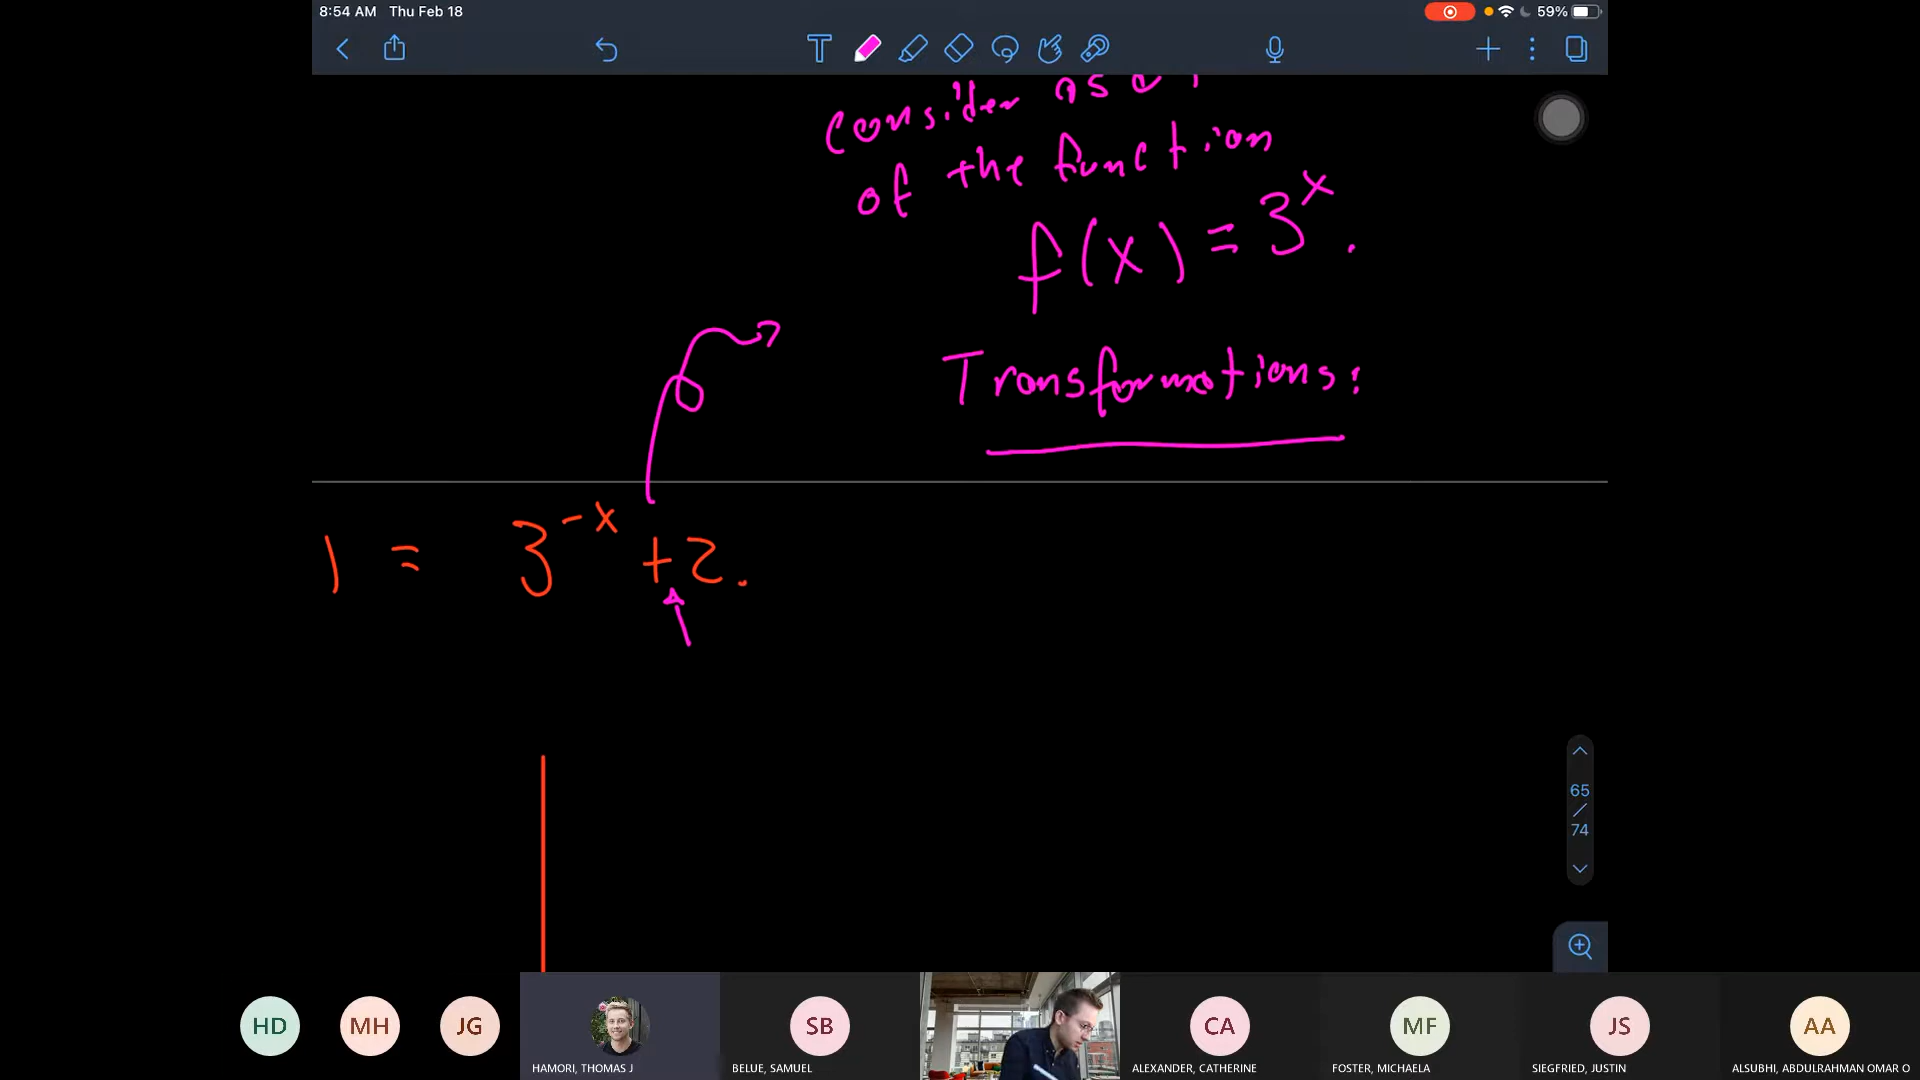 8:54 AM Thu Feb 18
59%
consider as
of the function
f(x) = 3^x.
Transformations:
1 = 3^-x +2.
65
/
74
HD
MH
JG
SB
CA
MF
JS
AA
HAMORI, THOMAS J
BELUE, SAMUEL
ALEXANDER, CATHERINE
FOSTER, MICHAELA
SIEGFRIED, JUSTIN
ALSUBHI, ABDULRAHMAN OMAR O